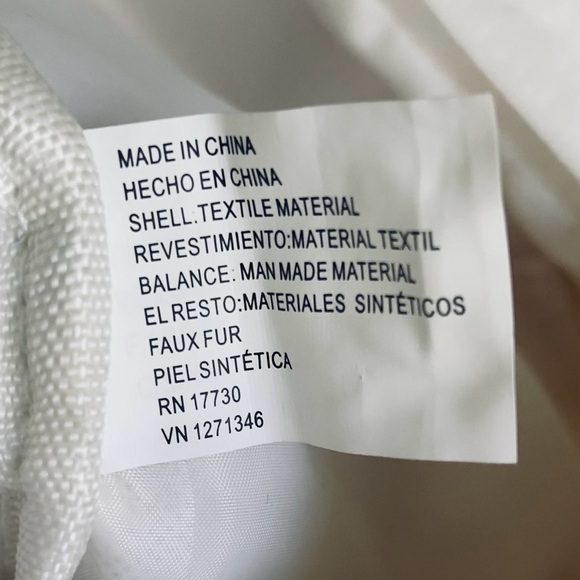 MADE IN CHINA
HECHO EN CHINA
SHELL.TEXTILE MATERIAL
REVESTIMIENTO:MATERIAL TEXTIL
BALANCE: MAN MADE MATERIAL
EL RESTO:MATERIALES SINTÉTICOS
FAUX FUR
PIEL SINTÉTICA
RN 17730
VN 1271346